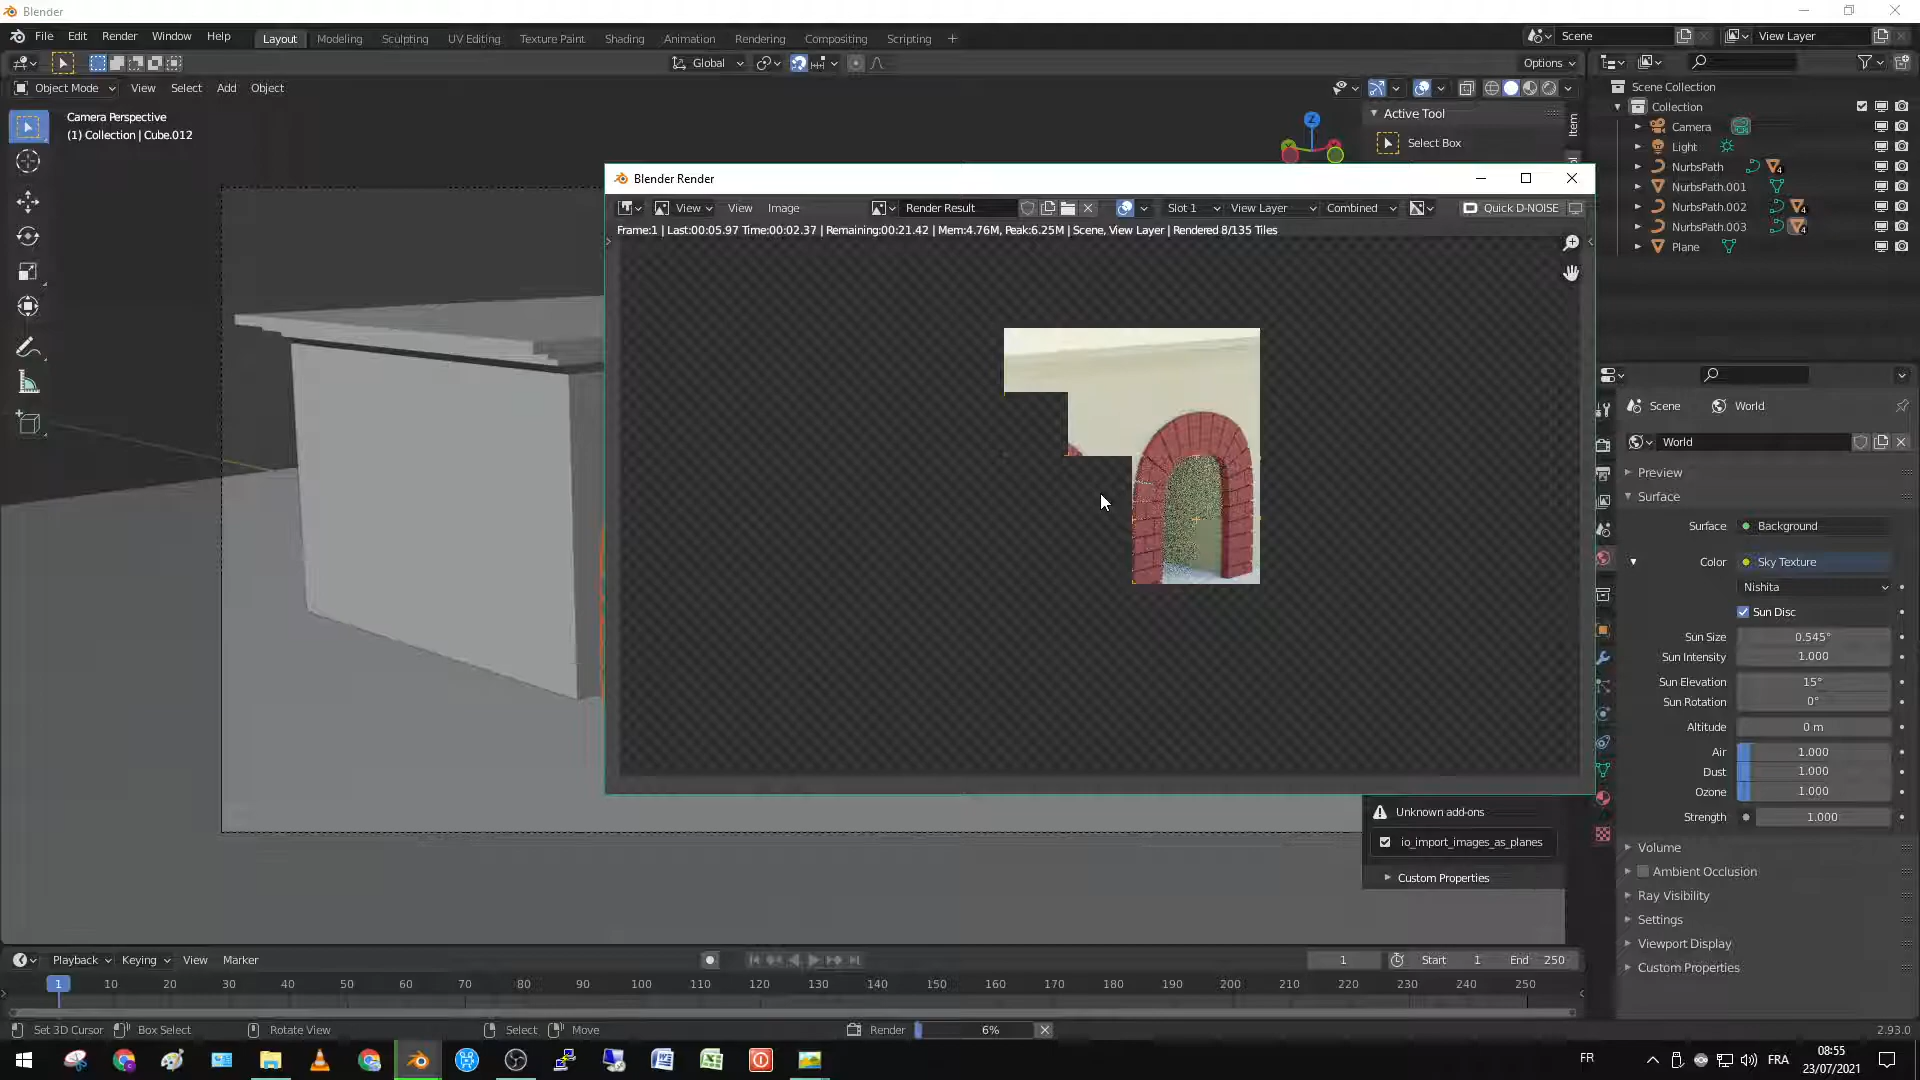 Blender
File Edit Render Window Help
Layout Modeling Sculpting UV Editing Texture Paint Shading Animation Rendering Compositing Scripting
Scene
View Layer
Global
Options
Object Mode View Select Add Object
Camera Perspective
(1) Collection | Cube.012
Active Tool
Select Box
Item
Scene Collection
Collection
Camera
Light
NurbsPath
4
NurbsPath.001
NurbsPath.002
4
NurbsPath.003
4
Plane
Z
Blender Render
View View Image Render Result Slot 1 View Layer Combined Quick D-NOISE
Frame:1 | Last:00:05.97 Time:00:02.37 | Remaining:00:21.42 | Mem:4.76M, Peak:6.25M | Scene, View Layer | Rendered 8/135 Tiles
Scene World
World
Preview
Surface
Surface Background
Color Sky Texture
Nishita
Sun Disc
Sun Size 0.545°
Sun Intensity 1.000
Sun Elevation 15°
Sun Rotation 0°
Altitude 0 m
Air 1.000
Dust 1.000
Ozone 1.000
Strength 1.000
Volume
Ambient Occlusion
Ray Visibility
Settings
Viewport Display
Custom Properties
Unknown add-ons
io_import_images_as_planes
Custom Properties
Playback Keying View Marker
1 Start 1 End 250
1 10 20 30 40 50 60 70 80 90 100 110 120 130 140 150 160 170 180 190 200 210 220 230 240 250
Set 3D Cursor Box Select Rotate View Select Move Render 6% 2.93.0
FR FRA 08:55
23/07/2021